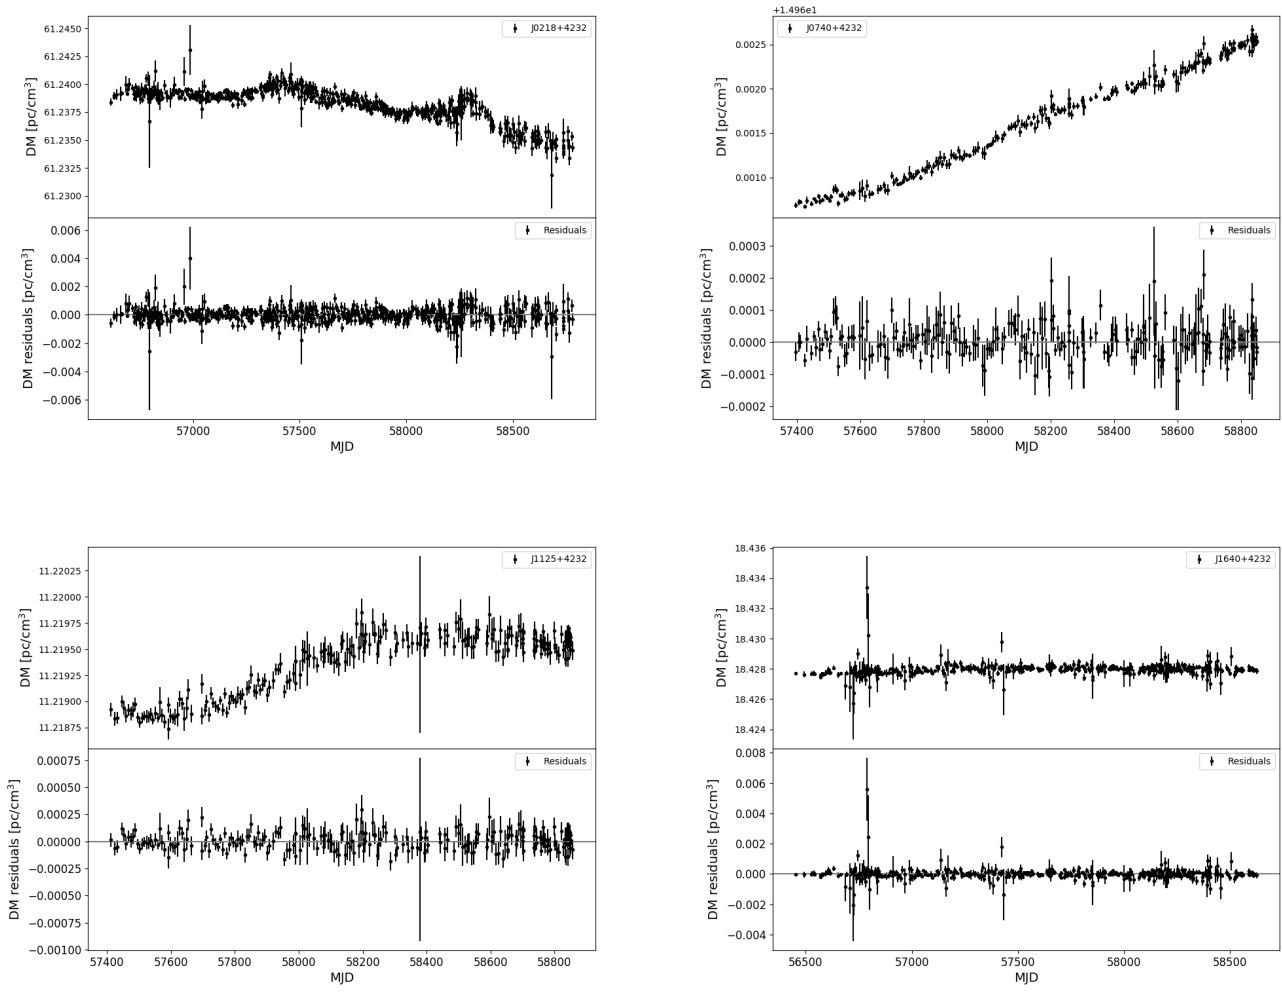 61.2450
61.2425
61.2400
61.2375
61.2350
61.2325
61.2300
DM [pc/cm³]
J0218+4232
0.006
0.004
0.002
0.000
−0.002
−0.004
−0.006
DM residuals [pc/cm³]
Residuals
57000 57500 58000 58500
MJD
+1.496e1
0.0025
0.0020
0.0015
0.0010
DM [pc/cm³]
J0740+4232
0.0003
0.0002
0.0001
0.0000
−0.0001
−0.0002
DM residuals [pc/cm³]
Residuals
57400 57600 57800 58000 58200 58400 58600 58800
MJD
11.22025
11.22000
11.21975
11.21950
11.21925
11.21900
11.21875
DM [pc/cm³]
J1125+4232
0.00075
0.00050
0.00025
0.00000
−0.00025
−0.00050
−0.00075
−0.00100
DM residuals [pc/cm³]
Residuals
57400 57600 57800 58000 58200 58400 58600 58800
MJD
18.436
18.434
18.432
18.430
18.428
18.426
18.424
DM [pc/cm³]
J1640+4232
0.008
0.006
0.004
0.002
0.000
−0.002
−0.004
DM residuals [pc/cm³]
Residuals
56500 57000 57500 58000 58500
MJD